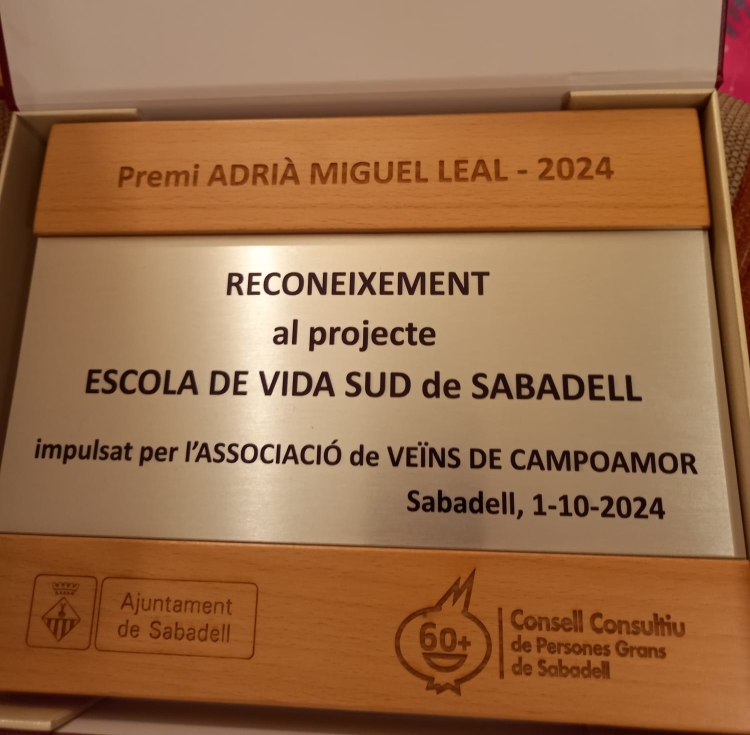 Premi ADRIÀ MIGUEL LEAL - 2024
RECONEIXEMENT
al projecte
ESCOLA DE VIDA SUD de SABADELL
impulsat per l’ASSOCIACIÓ de VEÏNS DE CAMPOAMOR
Sabadell, 1-10-2024
Ajuntament
de Sabadell
60+
Consell Consultiu
de Persones Grans
de Sabadell